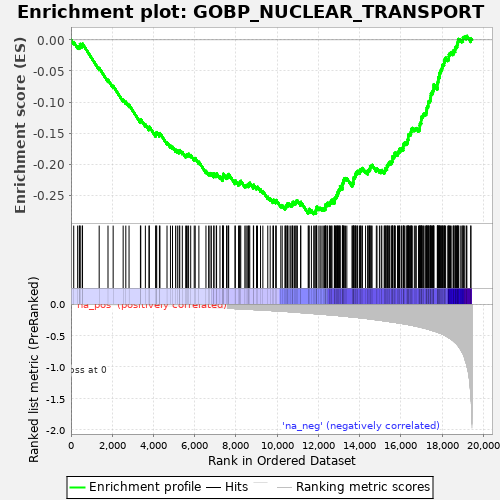 Enrichment plot: GOBP_NUCLEAR_TRANSPORT
Enrichment score (ES)
0.00
-0.05
-0.10
-0.15
-0.20
-0.25
'na_pos' (positively correlated)
0.0
-0.5
-1.0
-1.5
-2.0
Ranked list metric (PreRanked)
oss at 0
'na_neg' (negatively correlated)
0
2,000
4,000
6,000
8,000
10,000
12,000
14,000
16,000
18,000
20,000
Rank in Ordered Dataset
Enrichment profile
Hits
Ranking metric scores